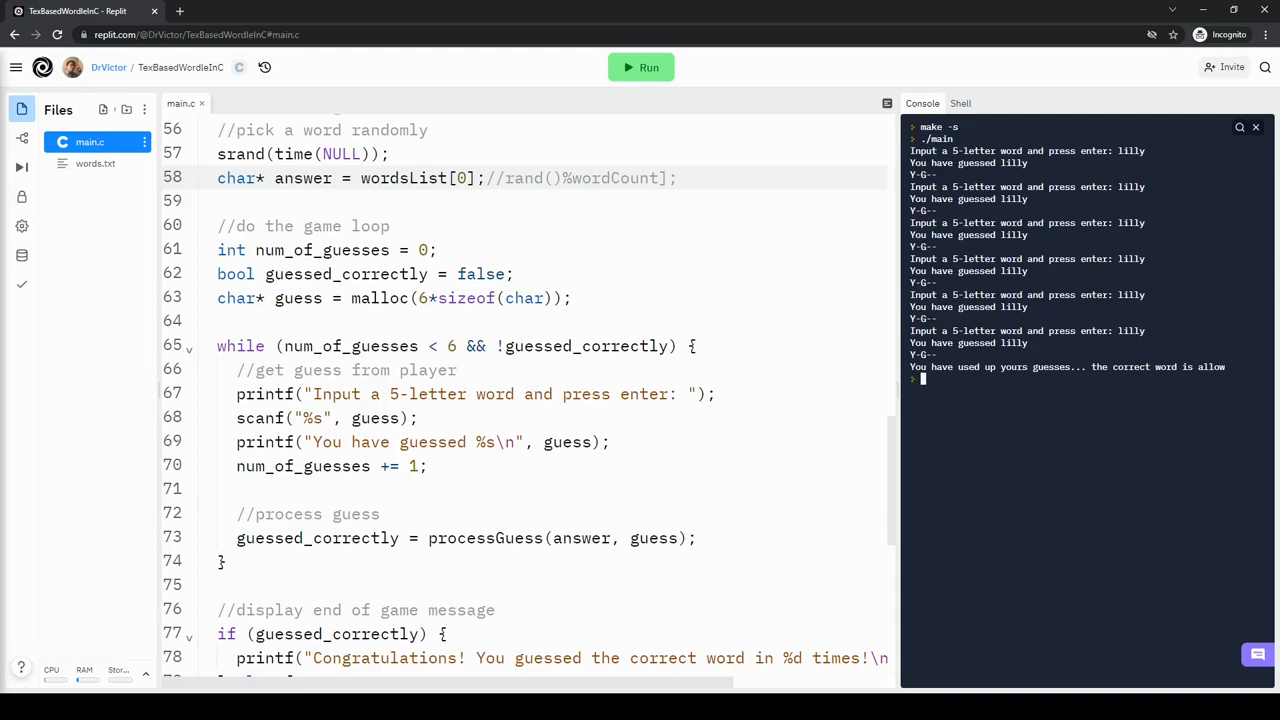 TexBasedWordleInC - Replit
replit.com/@DrVictor/TexBasedWordleInC#main.c
Incognito
DrVictor / TexBasedWordleInC C
Run
Invite
Files
main.c
words.txt
CPU RAM Stor...
main.c
56 //pick a word randomly
57 srand(time(NULL));
58 char* answer = wordsList[0];//rand()%wordCount];
59
60 //do the game loop
61 int num_of_guesses = 0;
62 bool guessed_correctly = false;
63 char* guess = malloc(6*sizeof(char));
64
65 while (num_of_guesses < 6 && !guessed_correctly) {
66 //get guess from player
67 printf("Input a 5-letter word and press enter: ");
68 scanf("%s", guess);
69 printf("You have guessed %s\n", guess);
70 num_of_guesses += 1;
71
72 //process guess
73 guessed_correctly = processGuess(answer, guess);
74 }
75
76 //display end of game message
77 if (guessed_correctly) {
78 printf("Congratulations! You guessed the correct word in %d times!\n
Console Shell
> make -s
> ./main
Input a 5-letter word and press enter: lilly
You have guessed lilly
Y-G--
Input a 5-letter word and press enter: lilly
You have guessed lilly
Y-G--
Input a 5-letter word and press enter: lilly
You have guessed lilly
Y-G--
Input a 5-letter word and press enter: lilly
You have guessed lilly
Y-G--
Input a 5-letter word and press enter: lilly
You have guessed lilly
Y-G--
Input a 5-letter word and press enter: lilly
You have guessed lilly
Y-G--
You have used up yours guesses... the correct word is allow
>